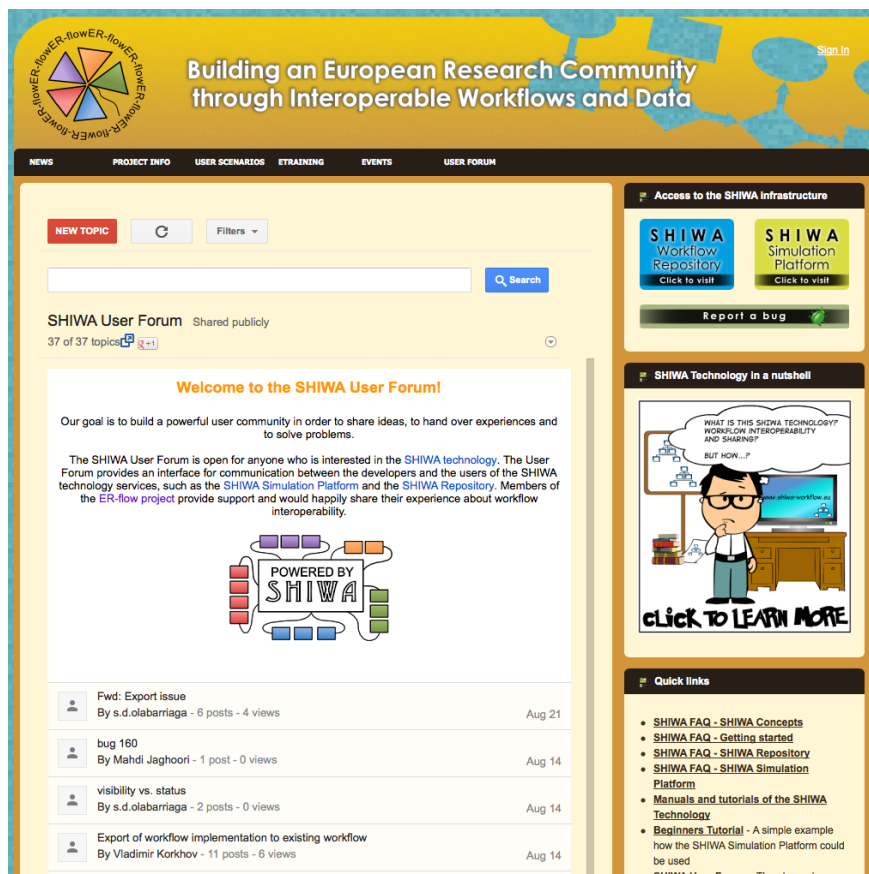 flowER-flowER-flowER-flowER-flowER-flowER-flowER-
Building an European Research Community
through Interoperable Workflows and Data
Sign In
NEWS PROJECT INFO USER SCENARIOS ETRAINING EVENTS USER FORUM
NEW TOPIC
Filters
Search
SHIWA User Forum Shared publicly
37 of 37 topics +1
Welcome to the SHIWA User Forum!
Our goal is to build a powerful user community in order to share ideas, to hand over experiences and
to solve problems.
The SHIWA User Forum is open for anyone who is interested in the SHIWA technology. The User
Forum provides an interface for communication between the developers and the users of the SHIWA
technology services, such as the SHIWA Simulation Platform and the SHIWA Repository. Members of
the ER-flow project provide support and would happily share their experience about workflow
interoperability.
POWERED BY
SHIWA
Fwd: Export issue
By s.d.olabarriaga - 6 posts - 4 views
Aug 21
bug 160
By Mahdi Jaghoori - 1 post - 0 views
Aug 14
visibility vs. status
By s.d.olabarriaga - 2 posts - 0 views
Aug 14
Export of workflow implementation to existing workflow
By Vladimir Korkhov - 11 posts - 6 views
Aug 14
Access to the SHIWA Infrastructure
SHIWA
Workflow
Repository
Click to visit
SHIWA
Simulation
Platform
Click to visit
Report a bug
SHIWA Technology in a nutshell
WHAT IS THIS SHIWA TECHNOLOGY?
WORKFLOW INTEROPERABILITY
AND SHARING?
BUT HOW...?
www.shiwa-workflow.eu
CLICK TO LEARN MORE
Quick links
SHIWA FAQ - SHIWA Concepts
SHIWA FAQ - Getting started
SHIWA FAQ - SHIWA Repository
SHIWA FAQ - SHIWA Simulation
Platform
Manuals and tutorials of the SHIWA
Technology
Beginners Tutorial - A simple example
how the SHIWA Simulation Platform could
be used